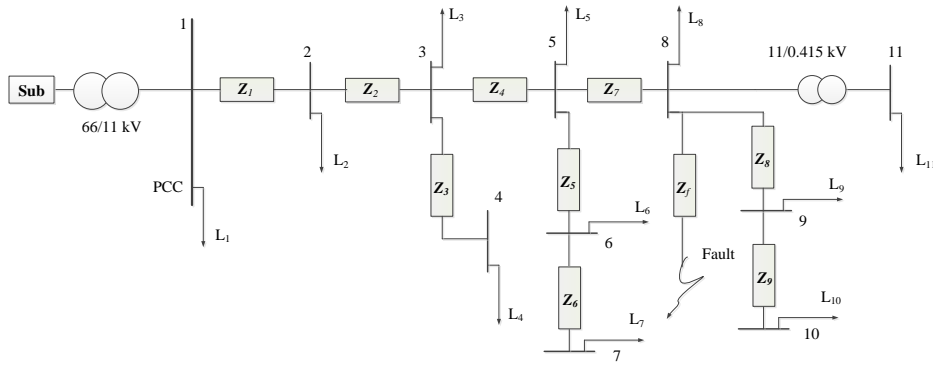 1
L₃
L₅
L₈
2
3
5
8
11/0.415 kV
11
Sub
Z₁
Z₂
Z₄
Z₇
66/11 kV
L₂
L₁₁
PCC
Z₃
Z₅
Z_f
Z₈
L₁
4
L₆
L₉
6
9
Fault
L₄
Z₆
Z₉
L₇
L₁₀
7
10